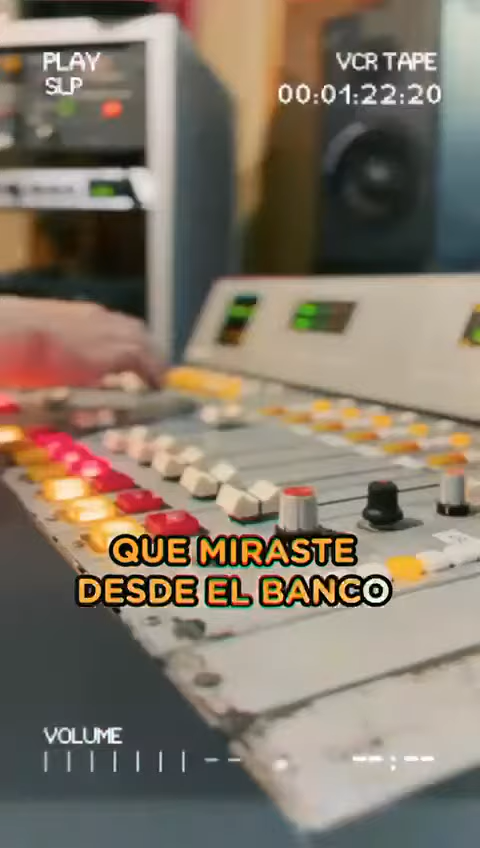 PLAY
SLP
VCR TAPE
00:01:22:20
QUE MIRASTE
DESDE EL BANCO
VOLUME
--:--